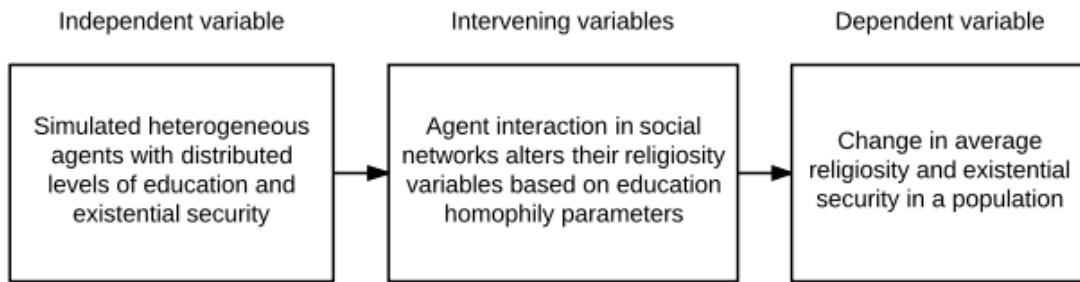 Independent variable
Intervening variables
Dependent variable
Simulated heterogeneous
agents with distributed
levels of education and
existential security
Agent interaction in social
networks alters their religiosity
variables based on education
homophily parameters
Change in average
religiosity and existential
security in a population